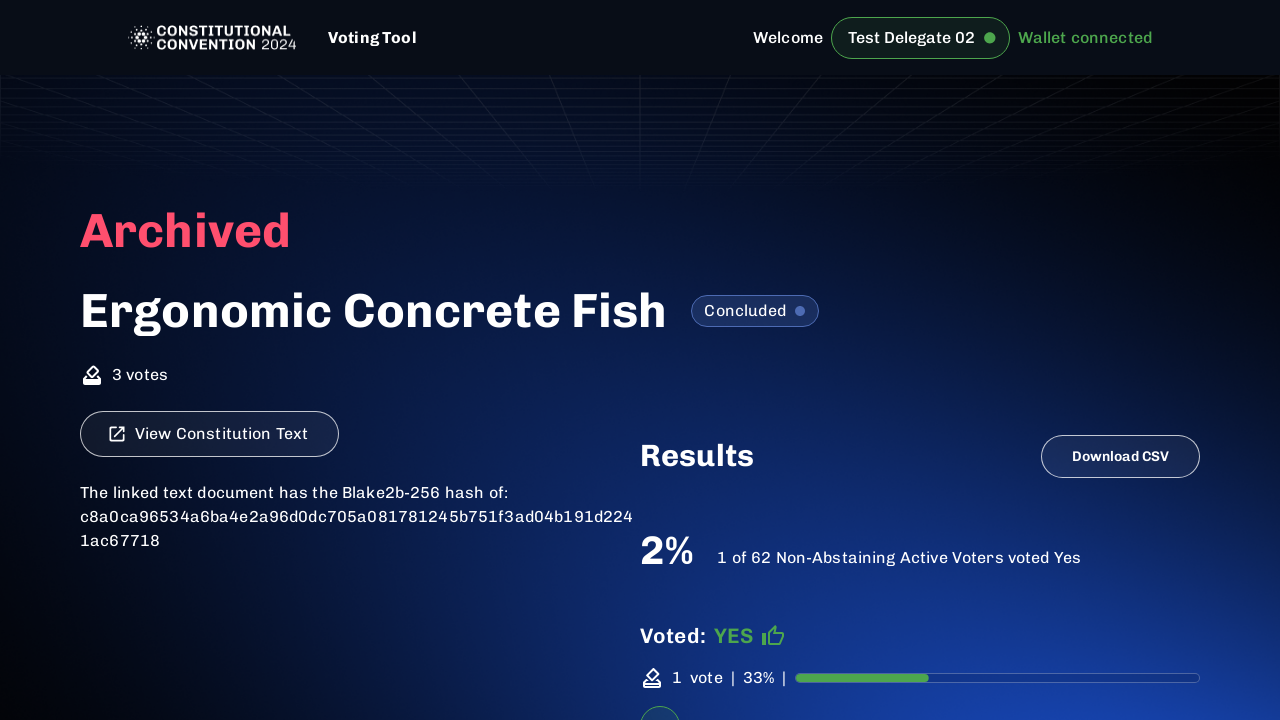 CONSTITUTIONAL
CONVENTION 2024
Voting Tool
Welcome
Test Delegate 02
Wallet connected
Archived
Ergonomic Concrete Fish
Concluded
3 votes
View Constitution Text
The linked text document has the Blake2b-256 hash of:
c8a0ca96534a6ba4e2a96d0dc705a081781245b751f3ad04b191d224
1ac67718
Results
Download CSV
2%
1 of 62 Non-Abstaining Active Voters voted Yes
Voted: YES
1 vote | 33% |